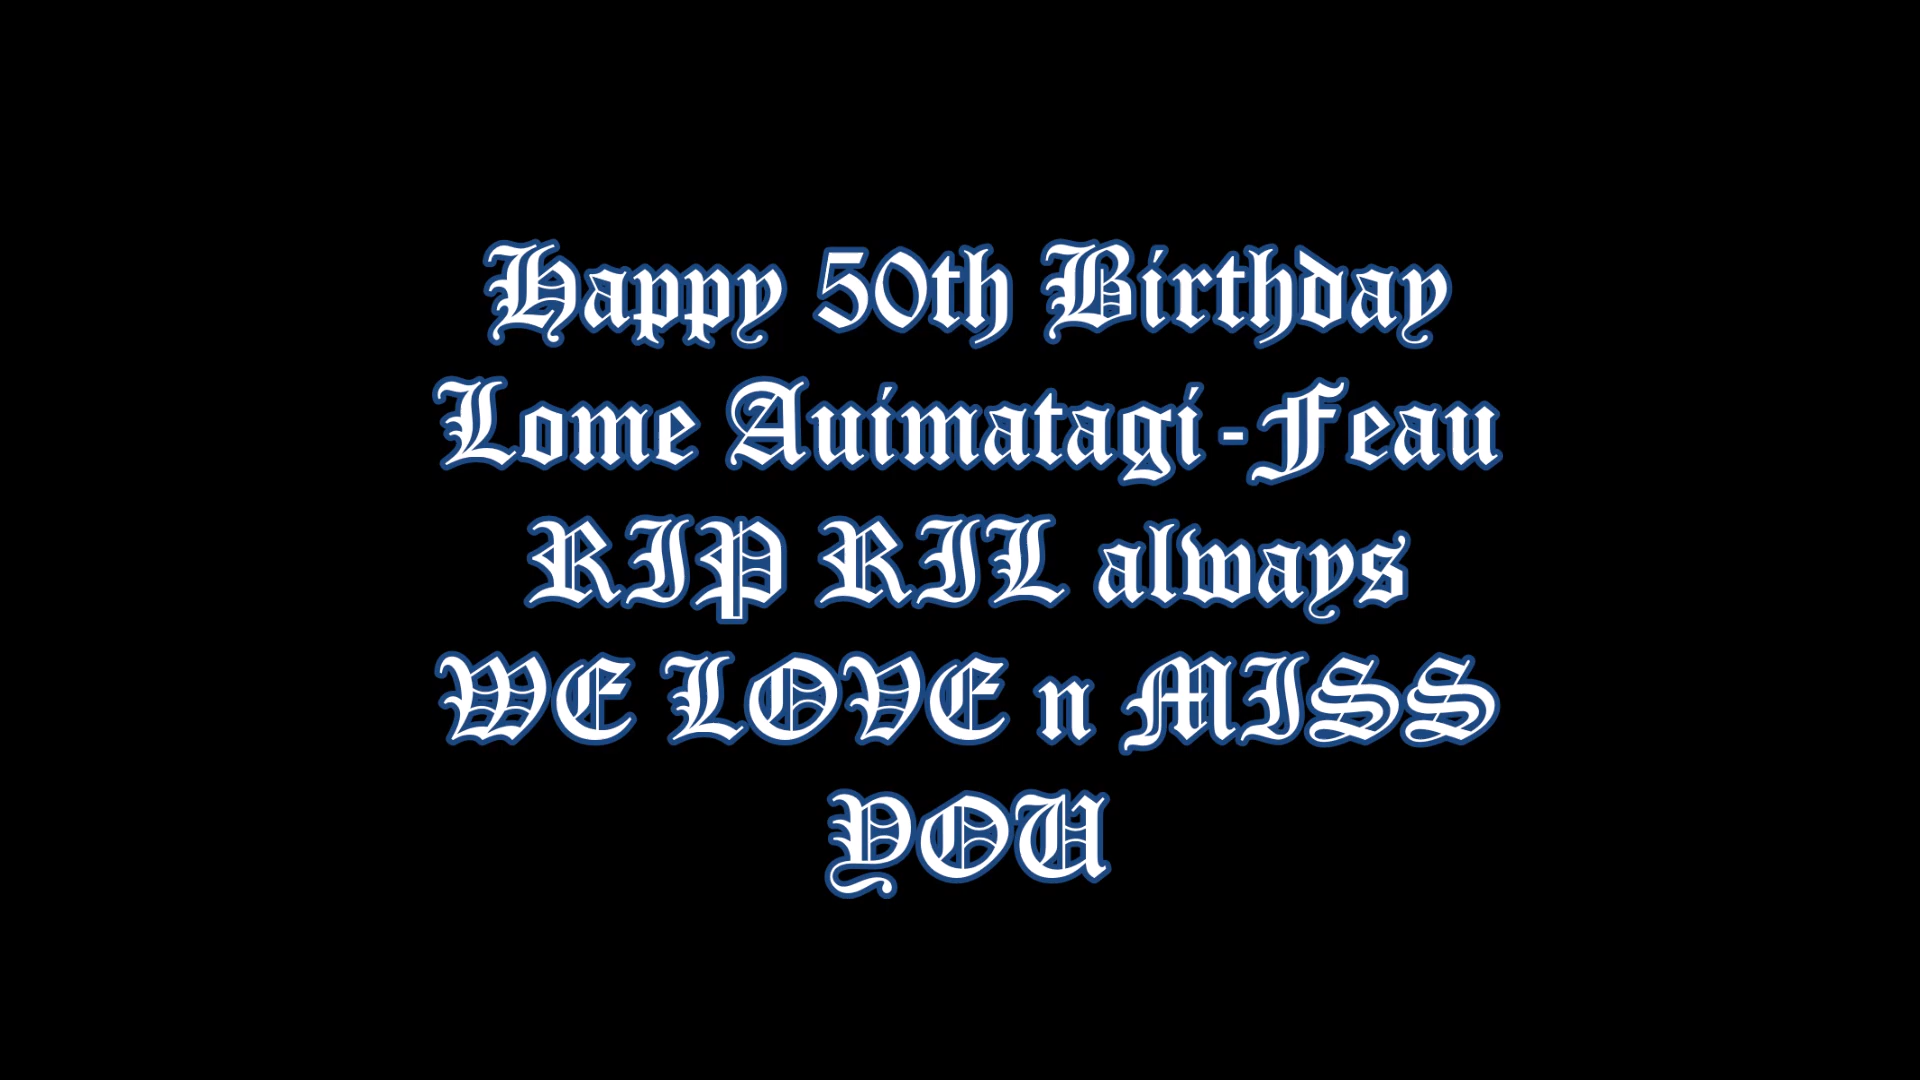 Happy 50th Birthday
Lome Auimatagi-Feau
RIP RIL always
WE LOVE n MISS
YOU